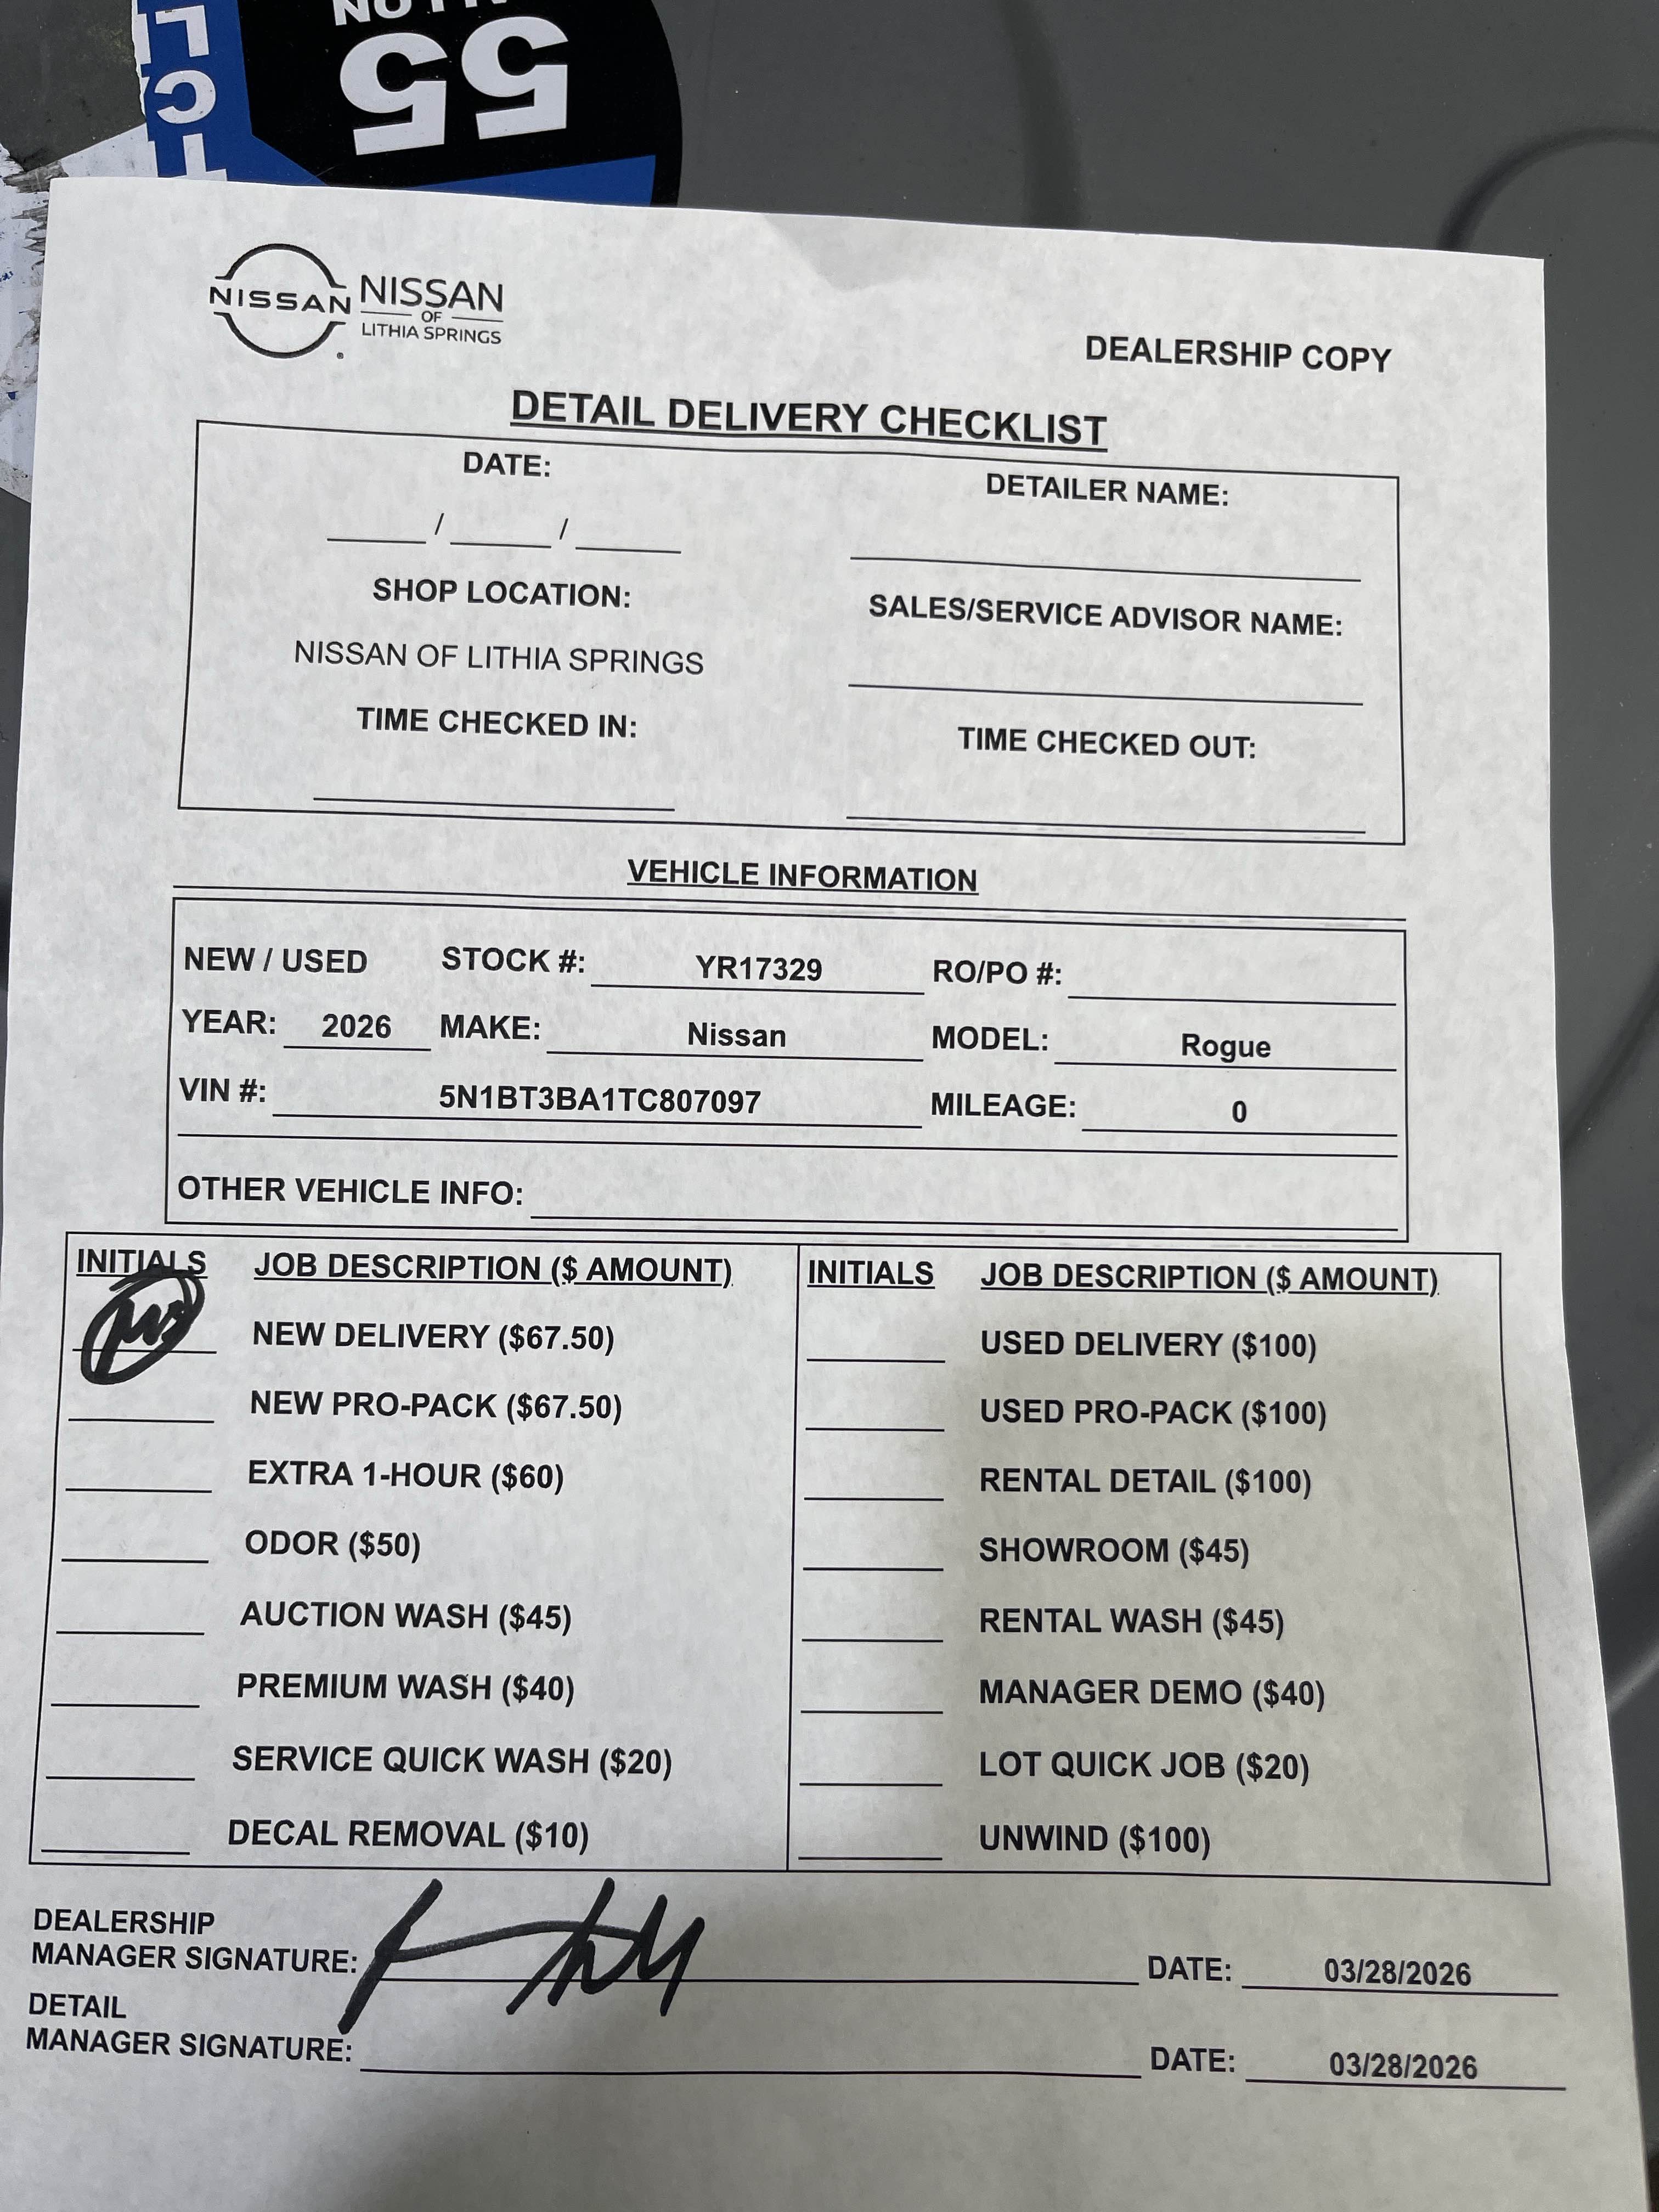 55
NISSAN
NISSAN
OF
LITHIA SPRINGS
DEALERSHIP COPY
DETAIL DELIVERY CHECKLIST
DATE:
DETAILER NAME:
/ /
SHOP LOCATION:
SALES/SERVICE ADVISOR NAME:
NISSAN OF LITHIA SPRINGS
TIME CHECKED IN:
TIME CHECKED OUT:
VEHICLE INFORMATION
NEW / USED STOCK #: YR17329 RO/PO #:
YEAR: 2026 MAKE: Nissan MODEL: Rogue
VIN #: 5N1BT3BA1TC807097 MILEAGE: 0
OTHER VEHICLE INFO:
INITIALS JOB DESCRIPTION ($ AMOUNT) INITIALS JOB DESCRIPTION ($ AMOUNT)
NEW DELIVERY ($67.50) USED DELIVERY ($100)
NEW PRO-PACK ($67.50) USED PRO-PACK ($100)
EXTRA 1-HOUR ($60) RENTAL DETAIL ($100)
ODOR ($50) SHOWROOM ($45)
AUCTION WASH ($45) RENTAL WASH ($45)
PREMIUM WASH ($40) MANAGER DEMO ($40)
SERVICE QUICK WASH ($20) LOT QUICK JOB ($20)
DECAL REMOVAL ($10) UNWIND ($100)
DEALERSHIP
MANAGER SIGNATURE: DATE: 03/28/2026
DETAIL
MANAGER SIGNATURE: DATE: 03/28/2026